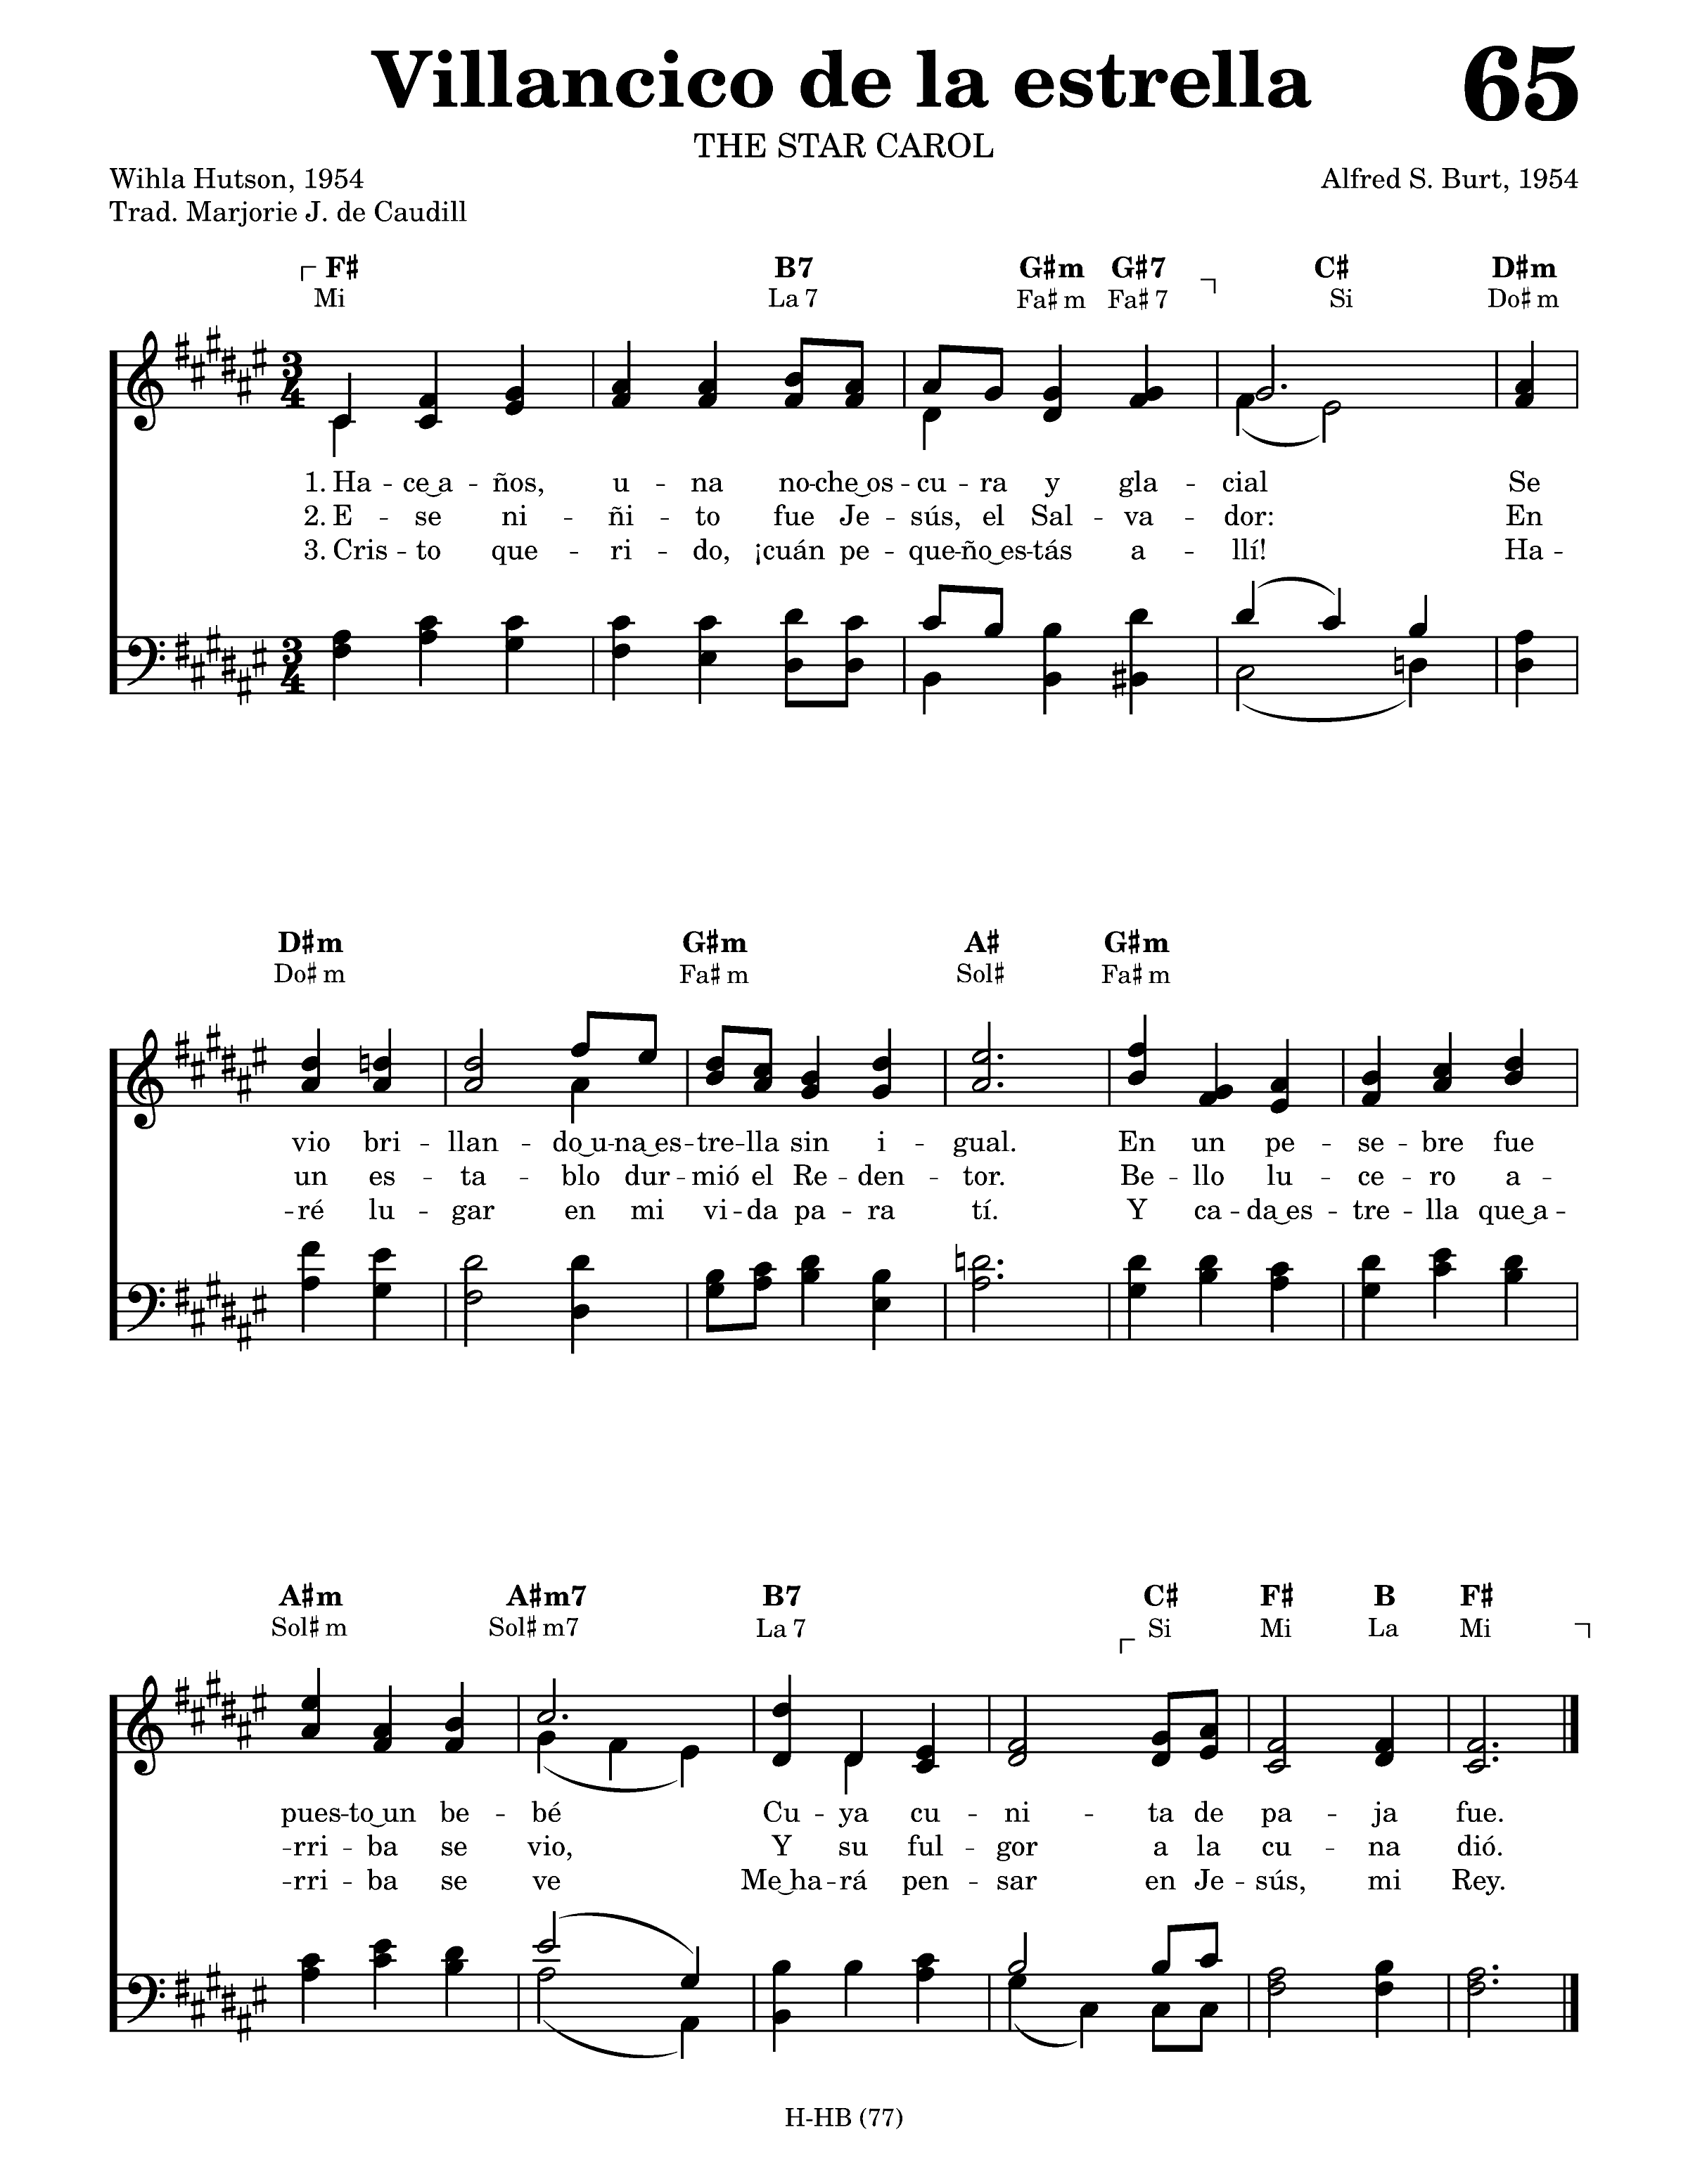 Villancico de la estrella
65
THE STAR CAROL
Wihla Hutson, 1954
Alfred S. Burt, 1954
Trad. Marjorie J. de Caudill
F♯ B7 G♯m G♯7 C♯ D♯m
Mi La 7 Fa♯ m Fa♯ 7 Si Do♯ m
3 4
1. Ha - ce‿a - ños, u - na no - che‿os - cu - ra y gla - cial Se
2. E - se ni - ñi - to fue Je - sús, el Sal - va - dor: En
3. Cris - to que - ri - do, ¡cuán pe - que - ño‿es - tás a - llí! Ha -
3 4
D♯m G♯m A♯ G♯m
Do♯ m Fa♯ m Sol♯ Fa♯ m
vio bri - llan - do‿u - na‿es - tre - lla sin i - gual. En un pe - se - bre fue
un es - ta - blo dur - mió el Re - den - tor. Be - llo lu - ce - ro a -
- ré lu - gar en mi vi - da pa - ra tí. Y ca - da‿es - tre - lla que‿a -
A♯m A♯m7 B7 C♯ F♯ B F♯
Sol♯ m Sol♯ m7 La 7 Si Mi La Mi
pues - to‿un be - bé Cu - ya cu - ni - ta de pa - ja fue.
- rri - ba se vio, Y su ful - gor a la cu - na dió.
- rri - ba se ve Me‿ha - rá pen - sar en Je - sús, mi Rey.
H-HB (77)